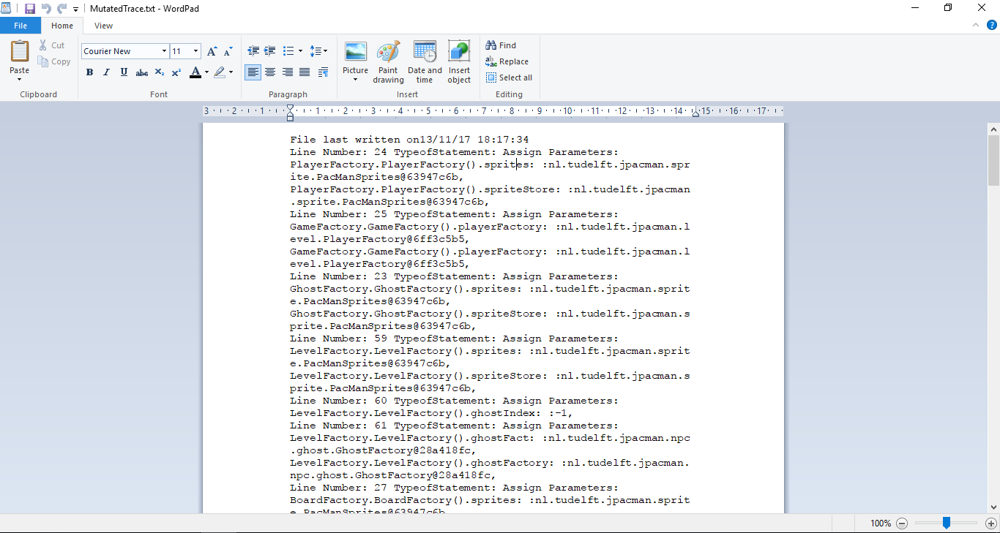 MutatedTrace.txt - WordPad
File Home View
Paste
Cut
Copy
Clipboard
Courier New 11
B I U abc X₂ X² A
Font
Paragraph
Picture
Paint drawing
Date and time
Insert object
Insert
Find
Replace
Select all
Editing
3 2 1 1 2 3 4 5 6 7 8 9 10 11 12 13 14 15 16 17
File last written on13/11/17 18:17:34
Line Number: 24 TypeofStatement: Assign Parameters:
PlayerFactory.PlayerFactory().sprites: :nl.tudelft.jpacman.spr
ite.PacManSprites@63947c6b,
PlayerFactory.PlayerFactory().spriteStore: :nl.tudelft.jpacman
.sprite.PacManSprites@63947c6b,
Line Number: 25 TypeofStatement: Assign Parameters:
GameFactory.GameFactory().playerFactory: :nl.tudelft.jpacman.l
evel.PlayerFactory@6ff3c5b5,
GameFactory.GameFactory().playerFactory: :nl.tudelft.jpacman.l
evel.PlayerFactory@6ff3c5b5,
Line Number: 23 TypeofStatement: Assign Parameters:
GhostFactory.GhostFactory().sprites: :nl.tudelft.jpacman.sprit
e.PacManSprites@63947c6b,
GhostFactory.GhostFactory().spriteStore: :nl.tudelft.jpacman.s
prite.PacManSprites@63947c6b,
Line Number: 59 TypeofStatement: Assign Parameters:
LevelFactory.LevelFactory().sprites: :nl.tudelft.jpacman.sprit
e.PacManSprites@63947c6b,
LevelFactory.LevelFactory().spriteStore: :nl.tudelft.jpacman.s
prite.PacManSprites@63947c6b,
Line Number: 60 TypeofStatement: Assign Parameters:
LevelFactory.LevelFactory().ghostIndex: :-1,
Line Number: 61 TypeofStatement: Assign Parameters:
LevelFactory.LevelFactory().ghostFact: :nl.tudelft.jpacman.npc
.ghost.GhostFactory@28a418fc,
LevelFactory.LevelFactory().ghostFactory: :nl.tudelft.jpacman.
npc.ghost.GhostFactory@28a418fc,
Line Number: 27 TypeofStatement: Assign Parameters:
BoardFactory.BoardFactory().sprites: :nl.tudelft.jpacman.sprit
e.PacManSprites@63947c6b
100%